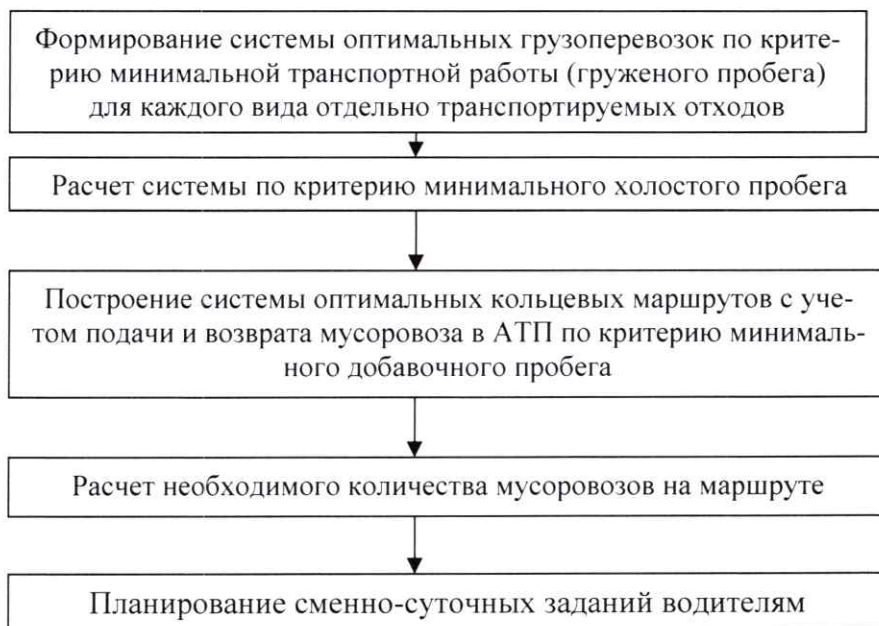 Формирование системы оптимальных грузоперевозок по крите-
рию минимальной транспортной работы (груженого пробега)
для каждого вида отдельно транспортируемых отходов
Расчет системы по критерию минимального холостого пробега
Построение системы оптимальных кольцевых маршрутов с уче-
том подачи и возврата мусоровоза в АТП по критерию минималь-
ного добавочного пробега
Расчет необходимого количества мусоровозов на маршруте
Планирование сменно-суточных заданий водителям